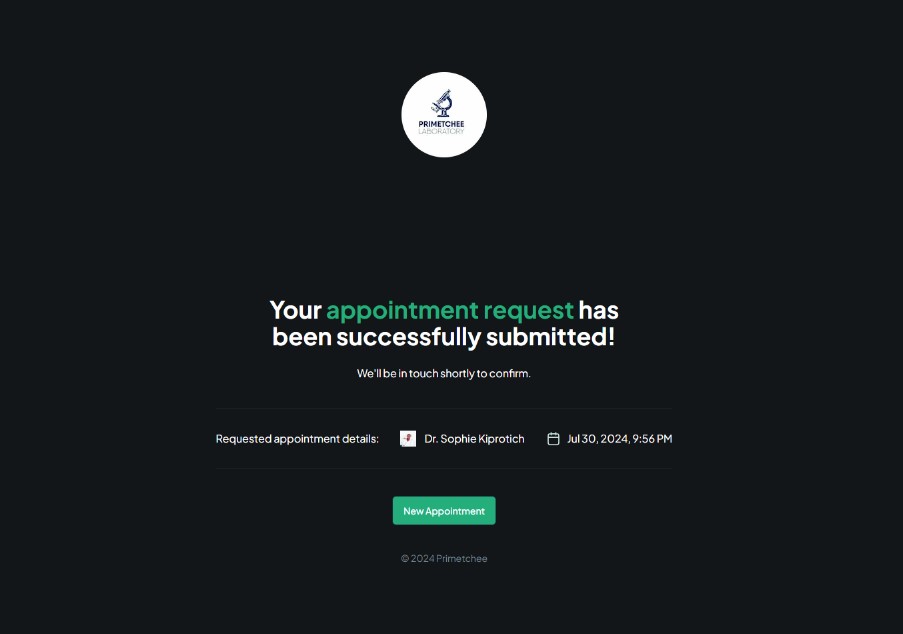 PRIMETCHEE
LABORATORY
Your appointment request has
been successfully submitted!
We'll be in touch shortly to confirm.
Requested appointment details: Dr. Sophie Kiprotich Jul 30, 2024, 9:56 PM
New Appointment
© 2024 Primetchee